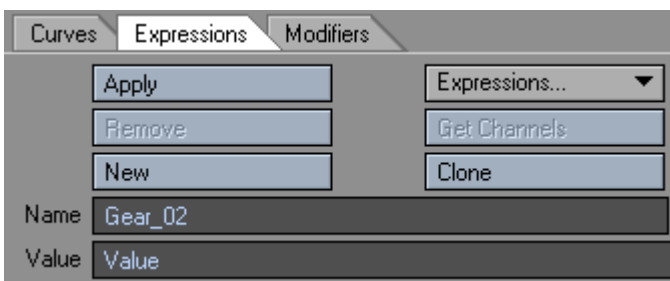 Curves Expressions Modifiers
Apply Expressions...
Remove Get Channels
New Clone
Name Gear_02
Value Value